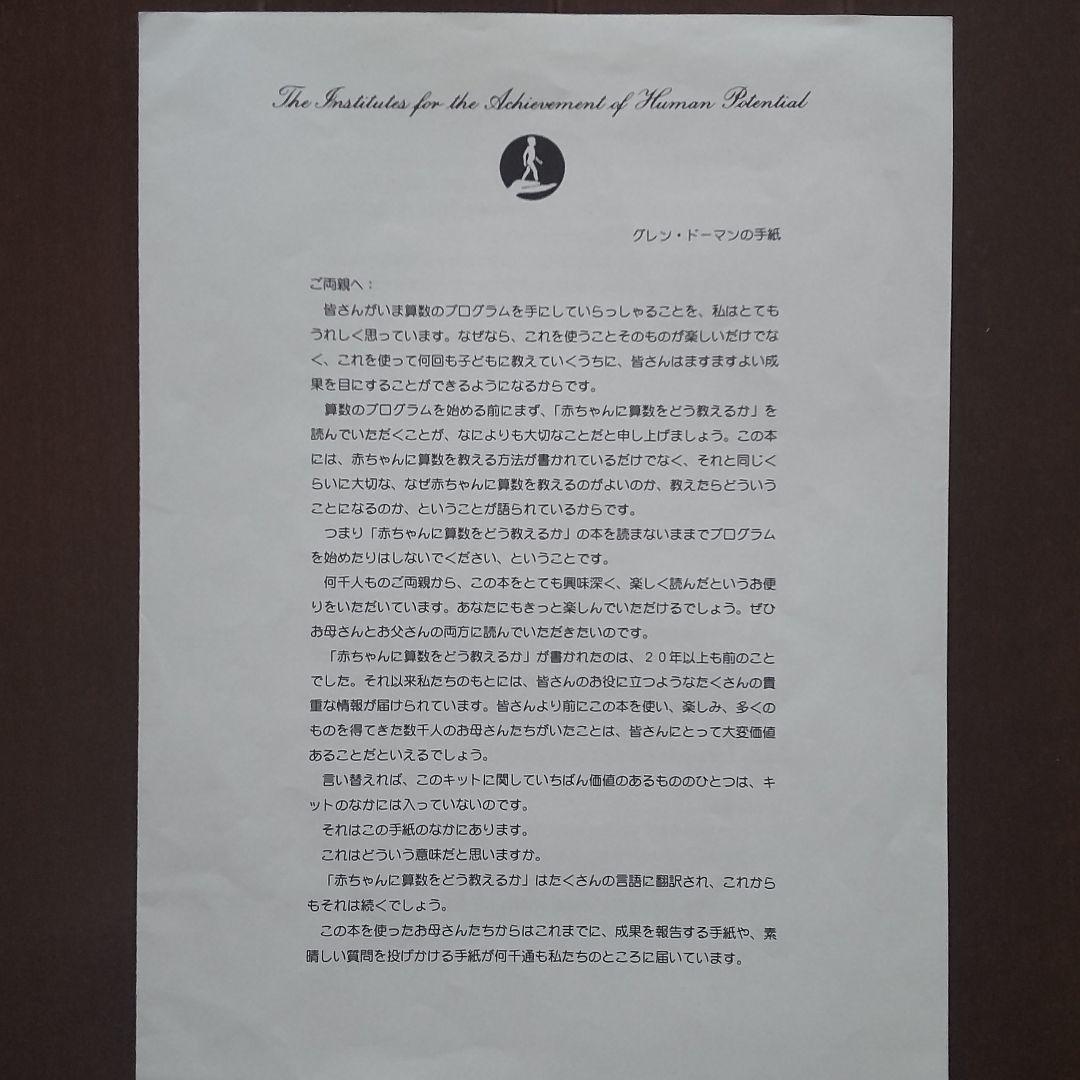 The Institutes for the Achievement of Human Potential
グレン・ドーマンの手紙
ご両親へ：
皆さんがいま算数のプログラムを手にしていらっしゃることを、私はとても
うれしく思っています。なぜなら、これを使うことそのものが楽しいだけでな
く、これを使って何回も子どもに教えていくうちに、皆さんはますますよい成
果を目にすることができるようになるからです。
算数のプログラムを始める前にまず、「赤ちゃんに算数をどう教えるか」を
読んでいただくことが、なによりも大切なことだと申し上げましょう。この本
には、赤ちゃんに算数を教える方法が書かれているだけでなく、それと同じく
らいに大切な、なぜ赤ちゃんに算数を教えるのがよいのか、教えたらどういう
ことになるのか、ということが語られているからです。
つまり「赤ちゃんに算数をどう教えるか」の本を読まないままでプログラム
を始めたりはしないでください、ということです。
何千人ものご両親から、この本をとても興味深く、楽しく読んだというお便
りをいただいています。あなたにもきっと楽しんでいただけるでしょう。ぜひ
お母さんとお父さんの両方に読んでいただきたいのです。
「赤ちゃんに算数をどう教えるか」が書かれたのは、２０年以上も前のこと
でした。それ以来私たちのもとには、皆さんのお役に立つようなたくさんの貴
重な情報が届けられています。皆さんより前にこの本を使い、楽しみ、多くの
ものを得てきた数千人のお母さんたちがいたことは、皆さんにとって大変価値
あることだといえるでしょう。
言い替えれば、このキットに関していちばん価値のあるもののひとつは、キ
ットのなかには入っていないのです。
それはこの手紙のなかにあります。
これはどういう意味だと思いますか。
「赤ちゃんに算数をどう教えるか」はたくさんの言語に翻訳され、これから
もそれは続くでしょう。
この本を使ったお母さんたちからはこれまでに、成果を報告する手紙や、素
晴しい質問を投げかける手紙が何千通も私たちのところに届いています。